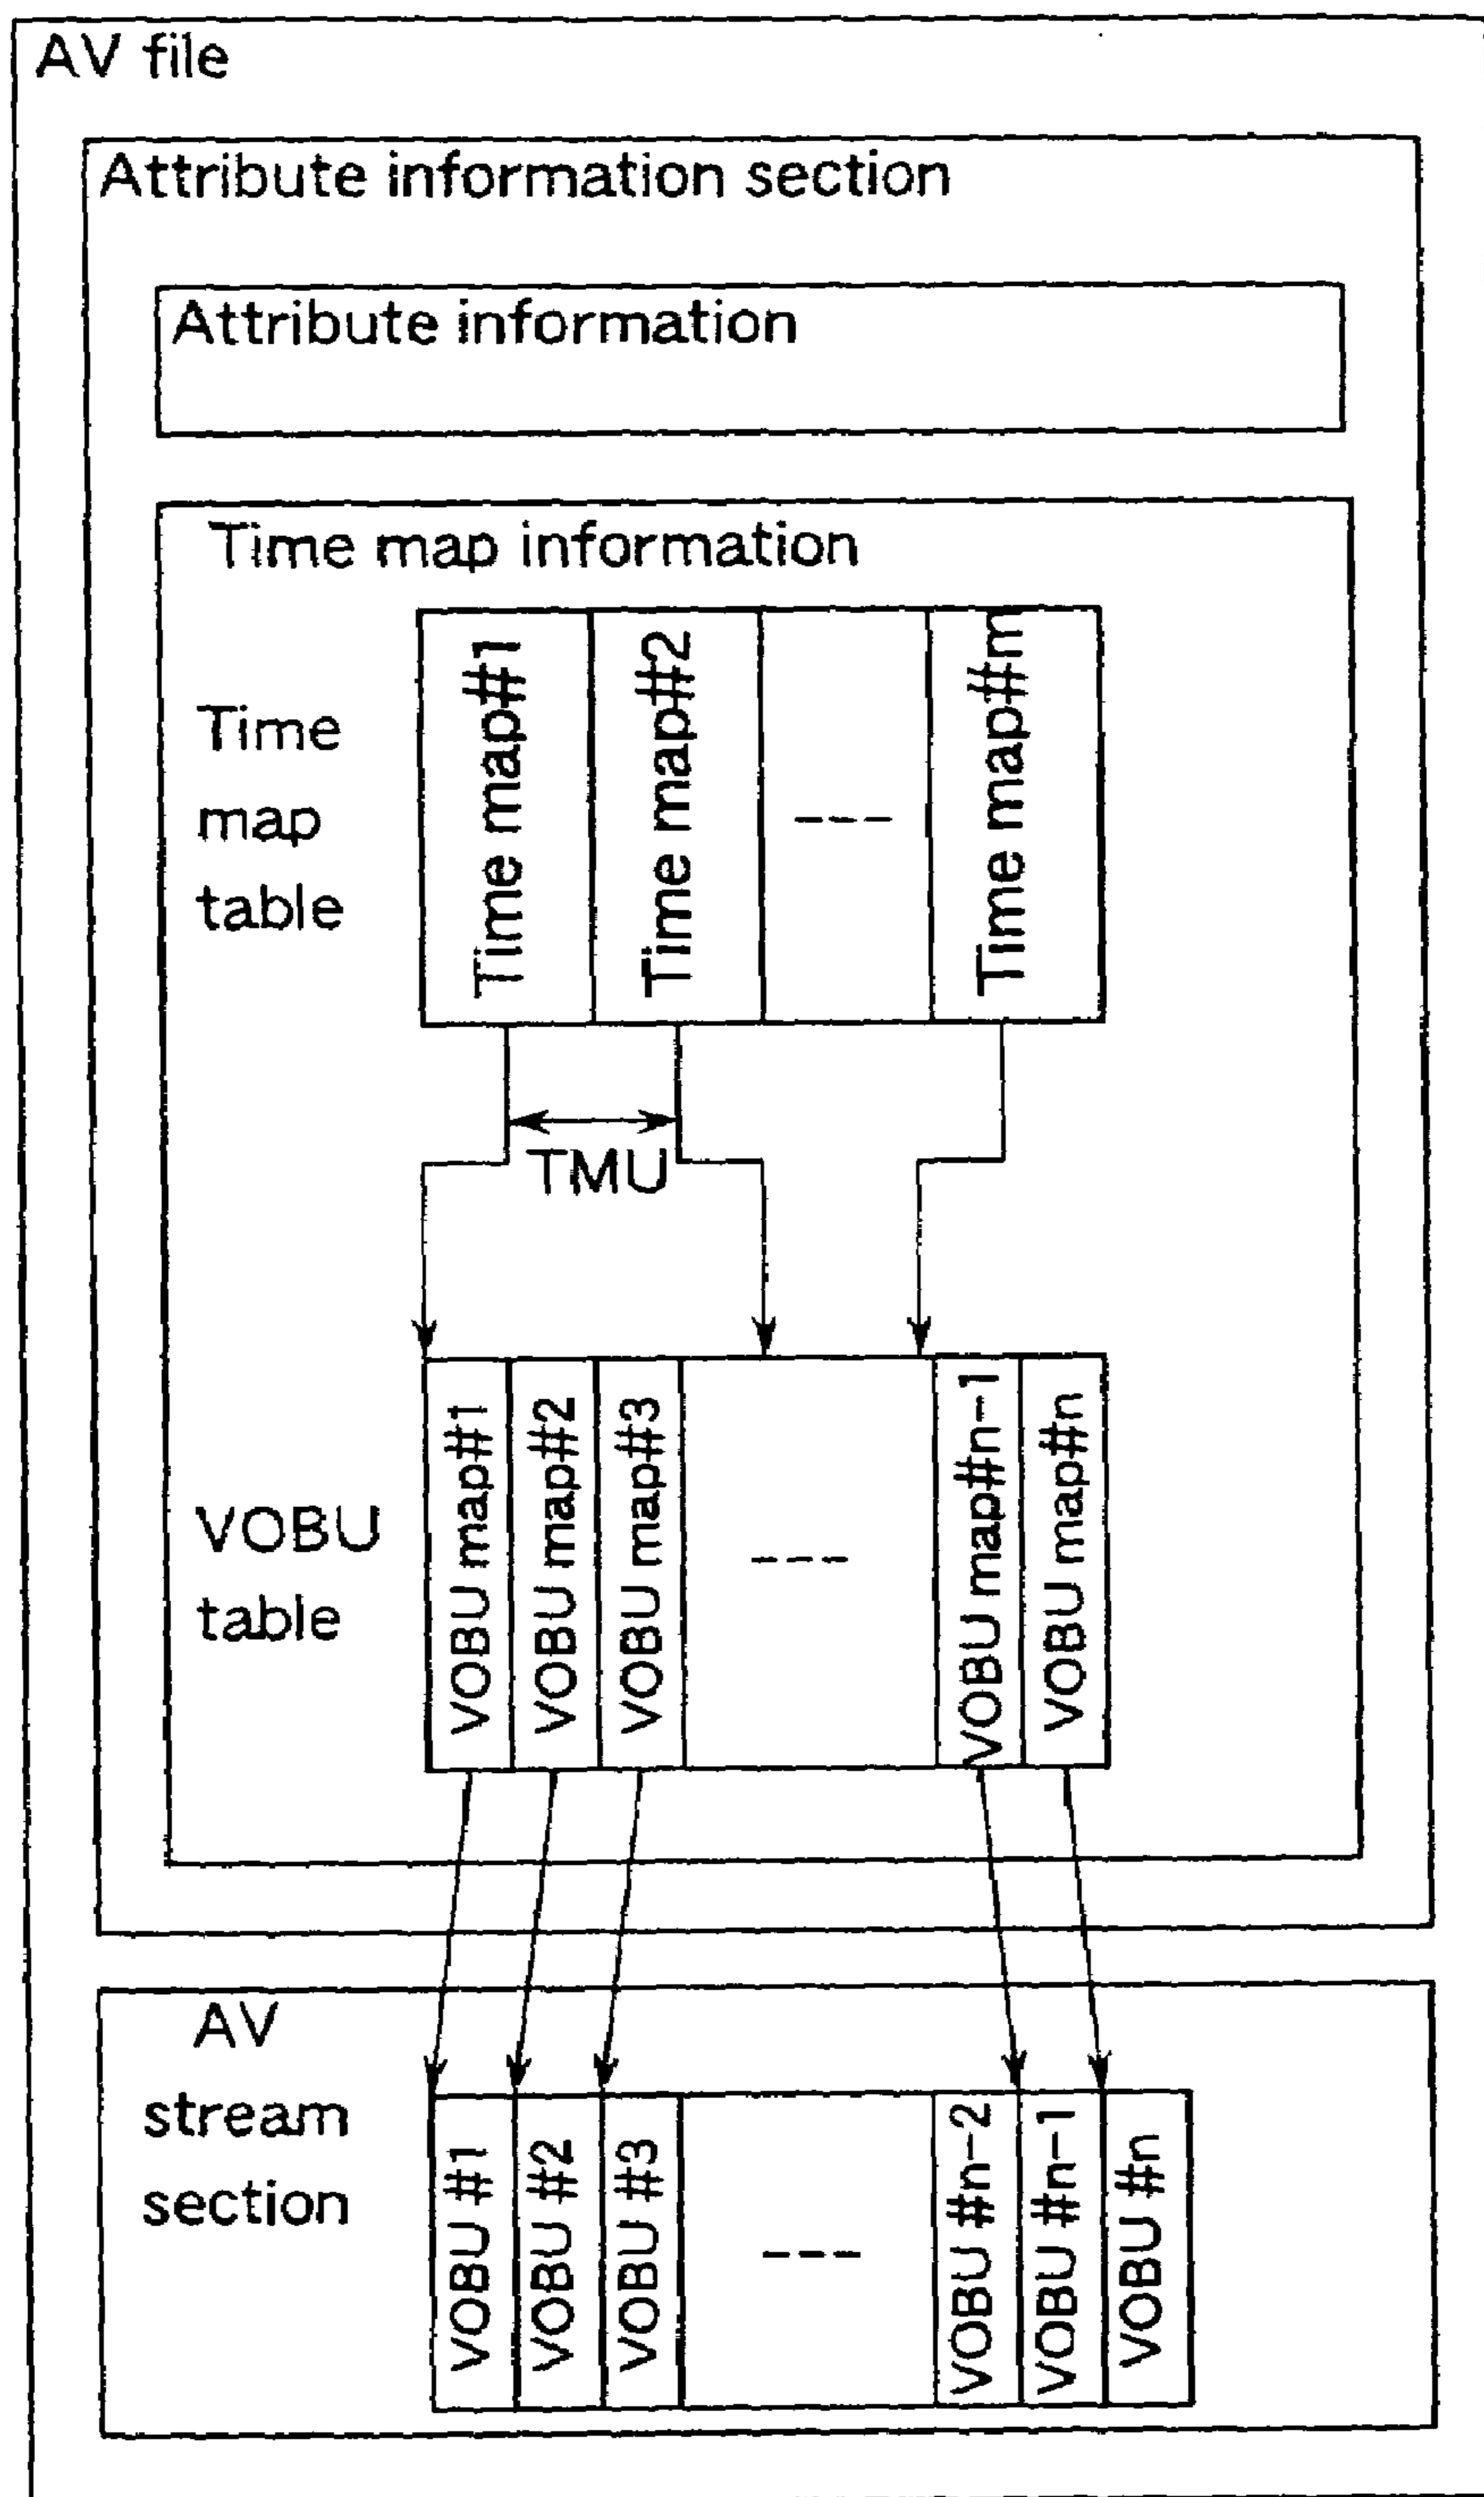 AV file
Attribute information section
Attribute information
Time map information
Time
map
table
Time map#1
Time map#2
---
Time map#m
TMU
VOBU
table
VOBU map#1
VOBU map#2
VOBU map#3
---
VOBU map#n-1
VOBU map#n
AV
stream
section
VOBU #1
VOBU #2
VOBU #3
---
VOBU #n-2
VOBU #n-1
VOBU #n